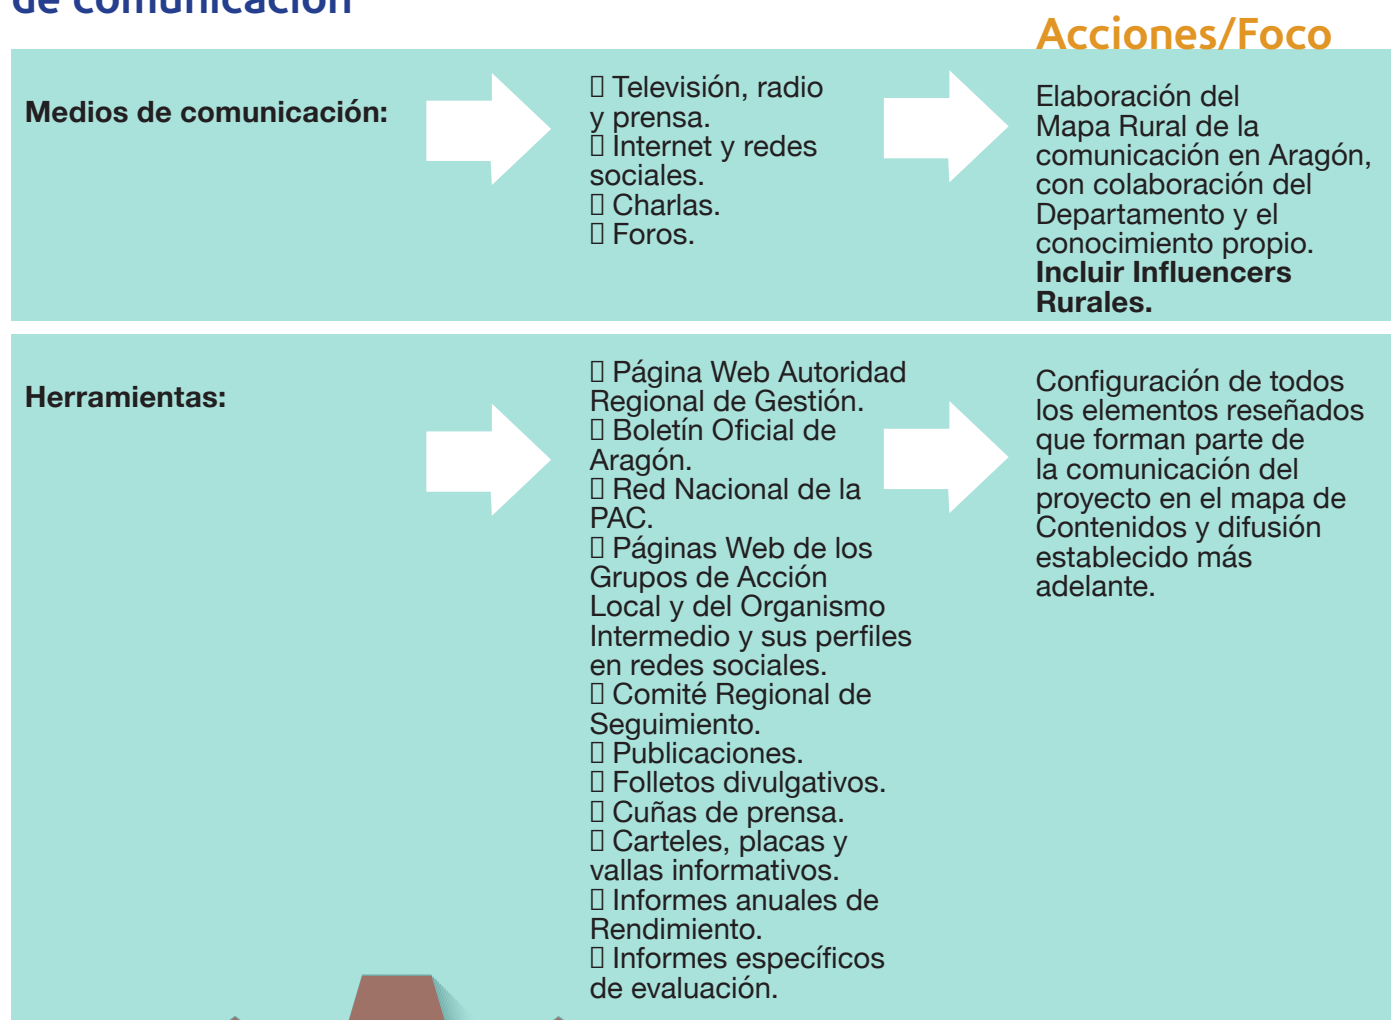 de comunicación
Acciones/Foco
Medios de comunicación:
▯ Televisión, radio
y prensa.
▯ Internet y redes
sociales.
▯ Charlas.
▯ Foros.
Elaboración del
Mapa Rural de la
comunicación en Aragón,
con colaboración del
Departamento y el
conocimiento propio.
Incluir Influencers
Rurales.
Herramientas:
▯ Página Web Autoridad
Regional de Gestión.
▯ Boletín Oficial de
Aragón.
▯ Red Nacional de la
PAC.
▯ Páginas Web de los
Grupos de Acción
Local y del Organismo
Intermedio y sus perfiles
en redes sociales.
▯ Comité Regional de
Seguimiento.
▯ Publicaciones.
▯ Folletos divulgativos.
▯ Cuñas de prensa.
▯ Carteles, placas y
vallas informativos.
▯ Informes anuales de
Rendimiento.
▯ Informes específicos
de evaluación.
Configuración de todos
los elementos reseñados
que forman parte de
la comunicación del
proyecto en el mapa de
Contenidos y difusión
establecido más
adelante.